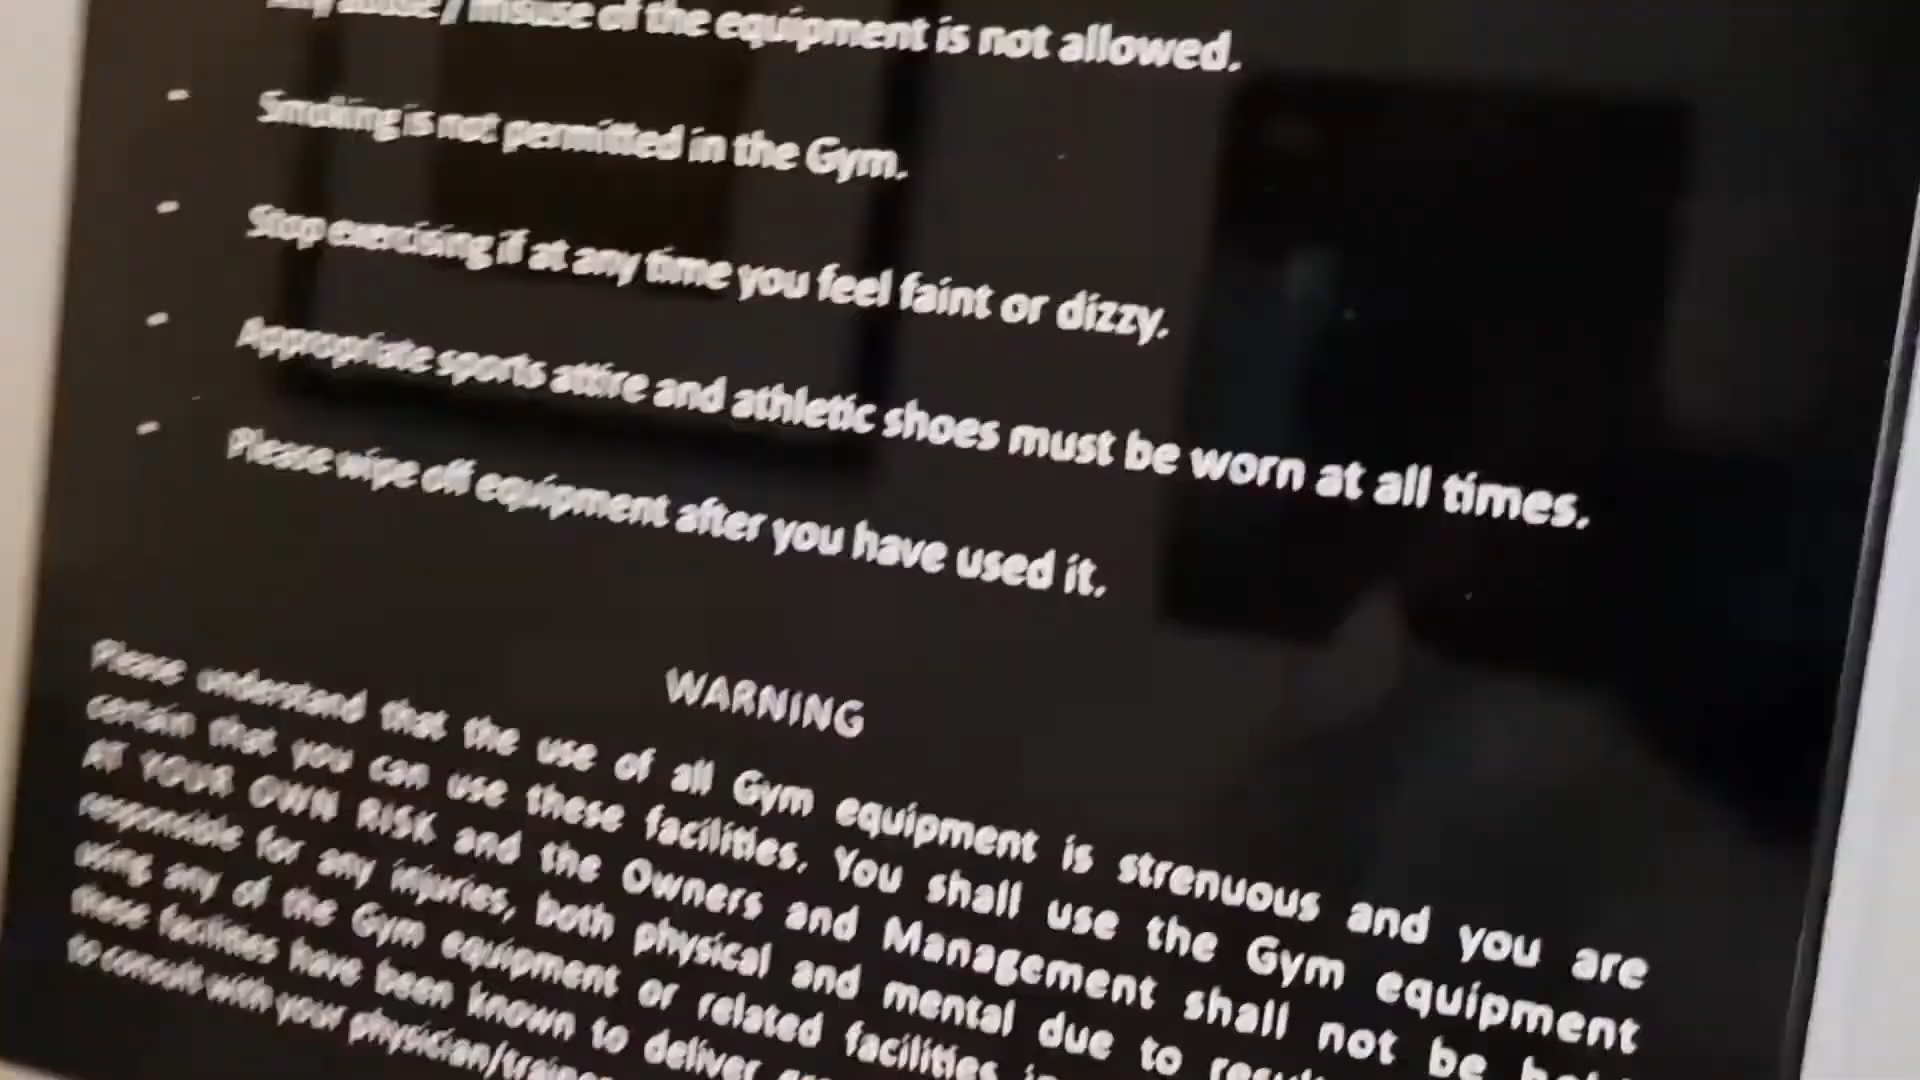 misuse of the equipment is not allowed.
- Smoking is not permitted in the Gym.
- Stop exercising if at any time you feel faint or dizzy.
- Appropriate sports attire and athletic shoes must be worn at all times.
- Please wipe off equipment after you have used it.
WARNING
Please understand that the use of all Gym equipment is strenuous and you are
certain that you can use these facilities. You shall use the Gym equipment
AT YOUR OWN RISK and the Owners and Management shall not be
responsible for any injuries, both physical and mental due to
using any of the Gym equipment or related facilities
these facilities have been known to deliver
to consult with your physician/